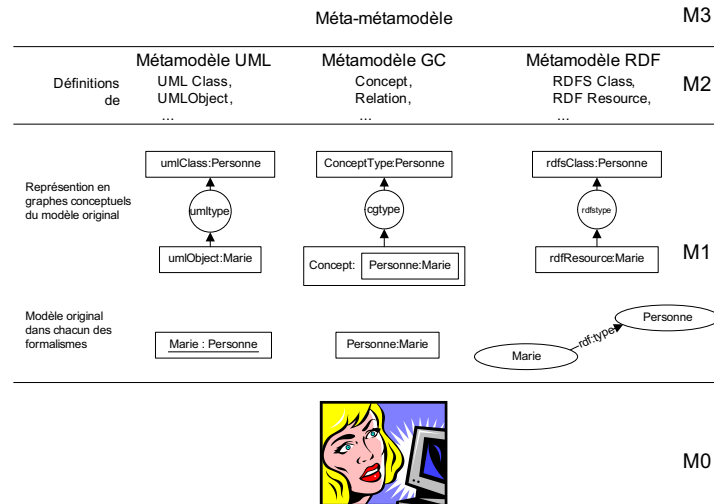 Méta-métamodèle
M3
Métamodèle UML
Métamodèle GC
Métamodèle RDF
Définitions
de
UML Class,
UMLObject,
...
Concept,
Relation,
...
RDFS Class,
RDF Resource,
...
M2
Représention en
graphes conceptuels
du modèle original
umlClass:Personne
umltype
umlObject:Marie
ConceptType:Personne
cgtype
Concept:
Personne:Marie
rdfsClass:Personne
rdfstype
rdfResource:Marie
M1
Modèle original
dans chacun des
formalismes
Marie : Personne
Personne:Marie
Marie
rdf:type
Personne
M0